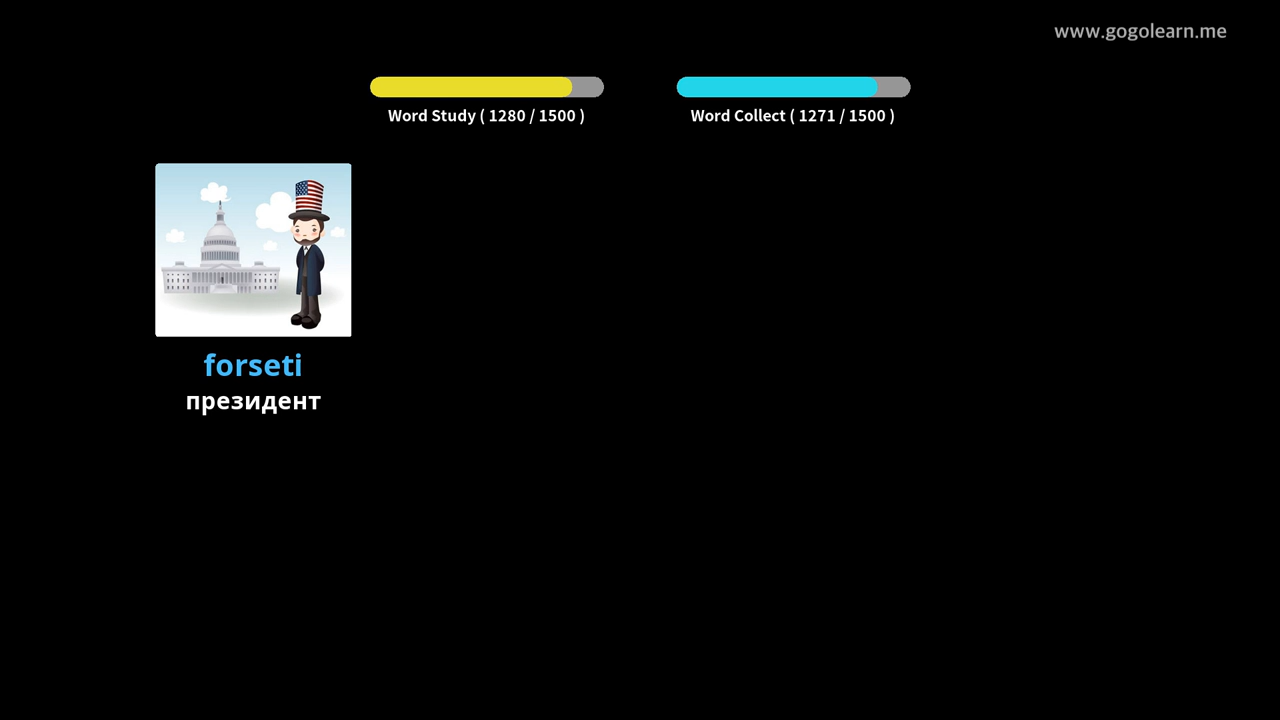 www.gogolearn.me
Word Study ( 1280 / 1500 )
Word Collect ( 1271 / 1500 )
forseti
президент